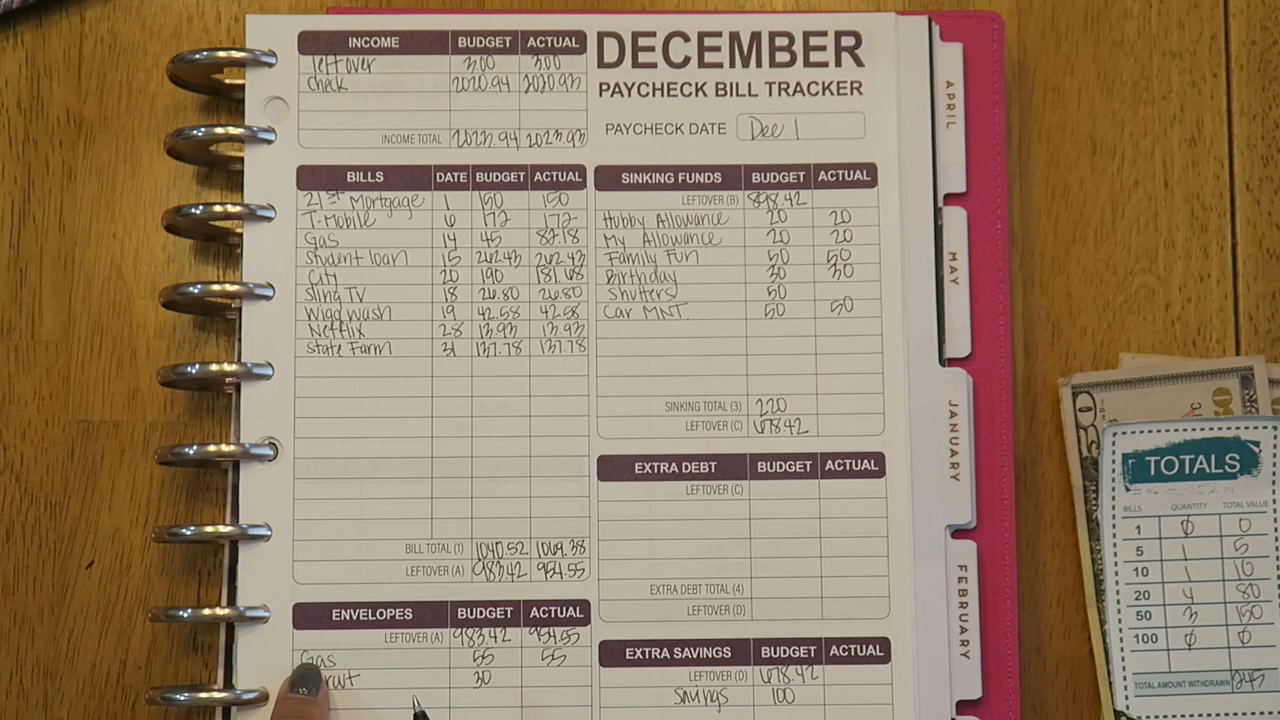 INCOME BUDGET ACTUAL
leftover 3.00 3.00
Check 2020.94 2020.93
INCOME TOTAL 2023.94 2023.93
DECEMBER
PAYCHECK BILL TRACKER
PAYCHECK DATE Dec 1
BILLS DATE BUDGET ACTUAL
21st Mortgage 1 150 150
T-Mobile 6 172 172
Gas 14 45 82.18
Student loan 15 262.43 262.43
City 20 190 181.68
Sling TV 18 26.80 26.80
Wigg wash 19 42.58 42.58
Netflix 28 13.93 13.93
State Farm 31 137.78 137.78
BILL TOTAL (1) 1040.52 1069.38
LEFTOVER (A) 983.42 954.55
ENVELOPES BUDGET ACTUAL
LEFTOVER (A) 983.42 954.55
Gas 55 55
30
SINKING FUNDS BUDGET ACTUAL
LEFTOVER (B) 898.42
Hubby Allowance 20 20
My Allowance 20 20
Family Fun 50 50
Birthday 30 30
Shutters 50
Car MNT. 50 50
SINKING TOTAL (3) 220
LEFTOVER (C) 678.42
EXTRA DEBT BUDGET ACTUAL
LEFTOVER (C)
EXTRA DEBT TOTAL (4)
LEFTOVER (D)
EXTRA SAVINGS BUDGET ACTUAL
LEFTOVER (D) 678.42
Savings 100
APRIL
MAY
JANUARY
FEBRUARY
50
TOTALS
BILLS QUANTITY TOTAL VALUE
1 0 0
5 1 5
10 1 10
20 4 80
50 3 150
100 0 0
TOTAL AMOUNT WITHDRAWN 245